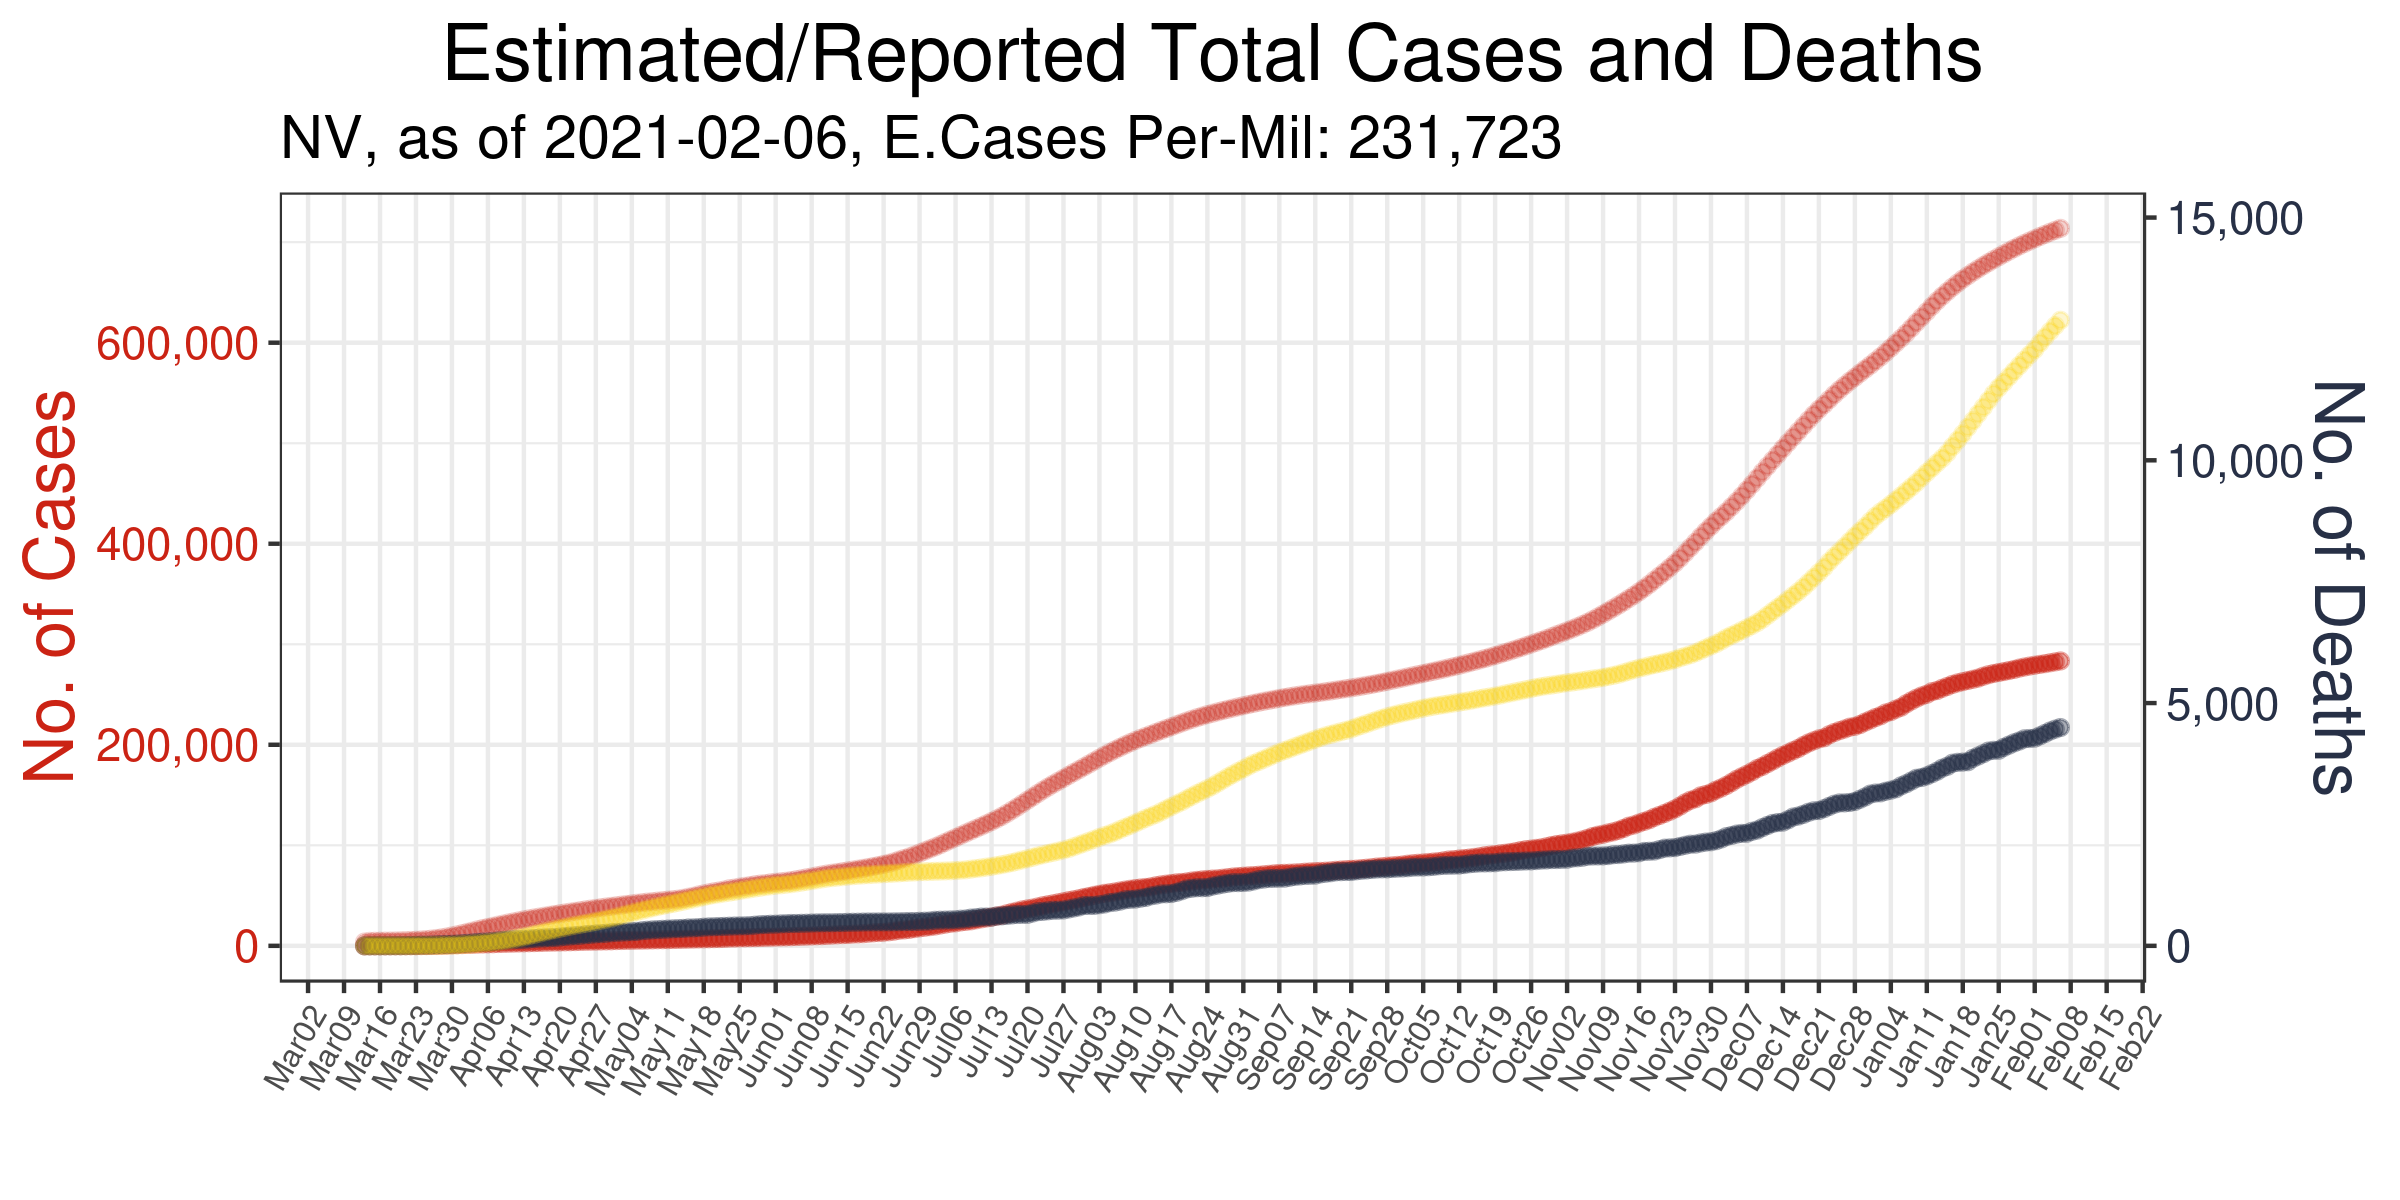 Estimated/Reported Total Cases and Deaths
NV, as of 2021-02-06, E.Cases Per-Mil: 231,723
No. of Cases
600,000
400,000
200,000
0
15,000
10,000
5,000
0
No. of Deaths
Mar02
Mar09
Mar16
Mar23
Mar30
Apr06
Apr13
Apr20
Apr27
May04
May11
May18
May25
Jun01
Jun08
Jun15
Jun22
Jun29
Jul06
Jul13
Jul20
Jul27
Aug03
Aug10
Aug17
Aug24
Aug31
Sep07
Sep14
Sep21
Sep28
Oct05
Oct12
Oct19
Oct26
Nov02
Nov09
Nov16
Nov23
Nov30
Dec07
Dec14
Dec21
Dec28
Jan04
Jan11
Jan18
Jan25
Feb01
Feb08
Feb15
Feb22